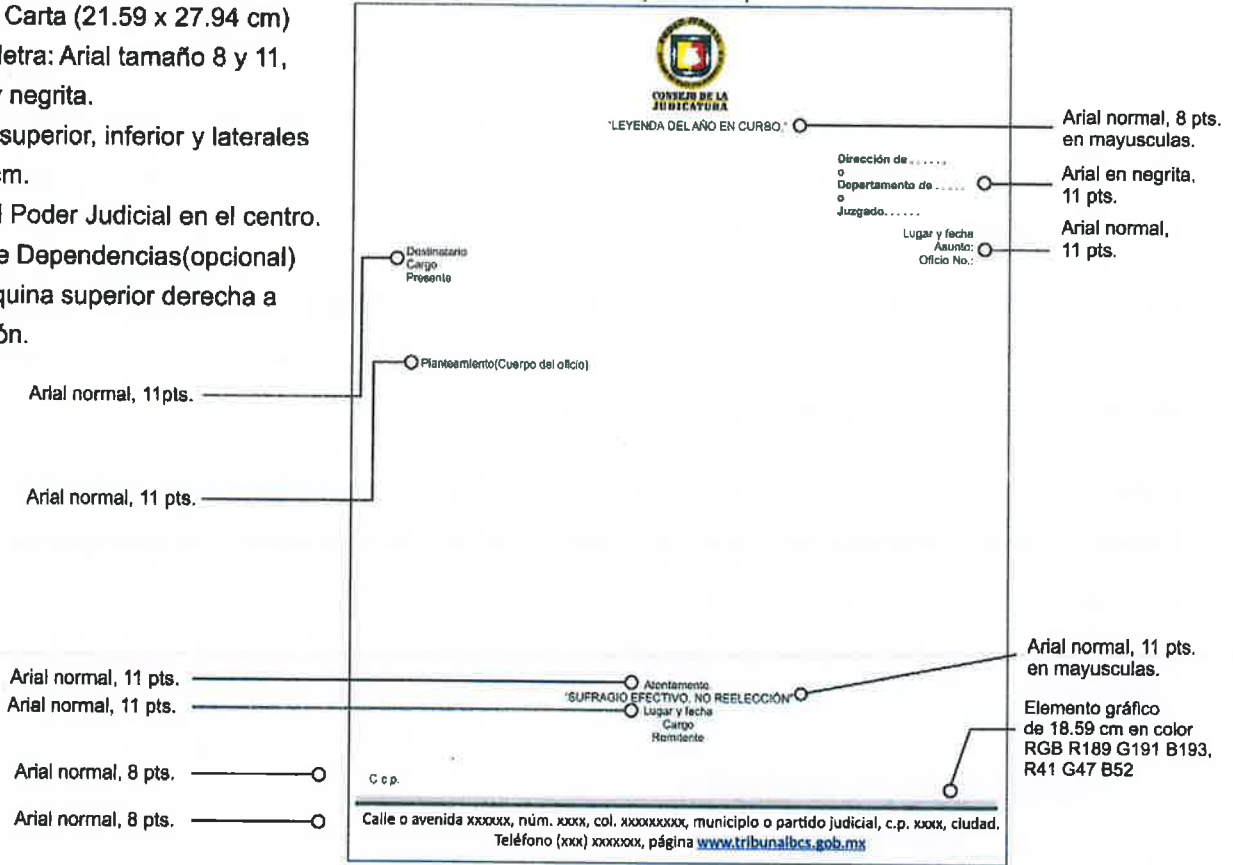 Carta (21.59 x 27.94 cm)
letra: Arial tamaño 8 y 11,
y negrita.
superior, inferior y laterales
cm.
Poder Judicial en el centro.
e Dependencias(opcional)
quina superior derecha a
ón.
CONSEJO DE LA
JUDICATURA
"LEYENDA DEL AÑO EN CURSO."
Arial normal, 8 pts.
en mayusculas.
Dirección de . . . . . .
o
Departamento de . . . . .
o
Juzgado. . . . . .
Arial en negrita,
11 pts.
Lugar y fecha
Asunto:
Oficio No.:
Arial normal,
11 pts.
Destinatario
Cargo
Presente
Planteamiento(Cuerpo del oficio)
Arial normal, 11pts.
Arial normal, 11 pts.
Arial normal, 11 pts.
en mayusculas.
Arial normal, 11 pts.
Atentamente.
"SUFRAGIO EFECTIVO. NO REELECCIÓN"
Arial normal, 11 pts.
Lugar y fecha
Cargo
Remitente
Elemento gráfico
de 18.59 cm en color
RGB R189 G191 B193,
R41 G47 B52
Arial normal, 8 pts.
C c p.
Arial normal, 8 pts.
Calle o avenida xxxxxx, núm. xxxx, col. xxxxxxxxx, municipio o partido judicial, c.p. xxxx, ciudad.
Teléfono (xxx) xxxxxxx, página www.tribunalbcs.gob.mx